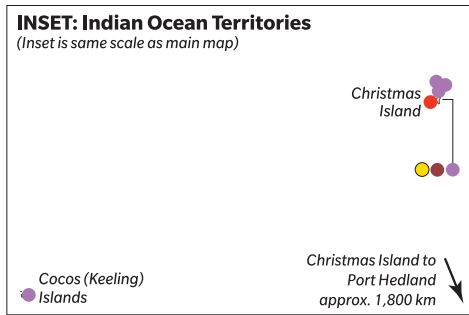 INSET: Indian Ocean Territories
(Inset is same scale as main map)
Christmas
Island
Christmas Island to
Port Hedland
approx. 1,800 km
Cocos (Keeling)
Islands